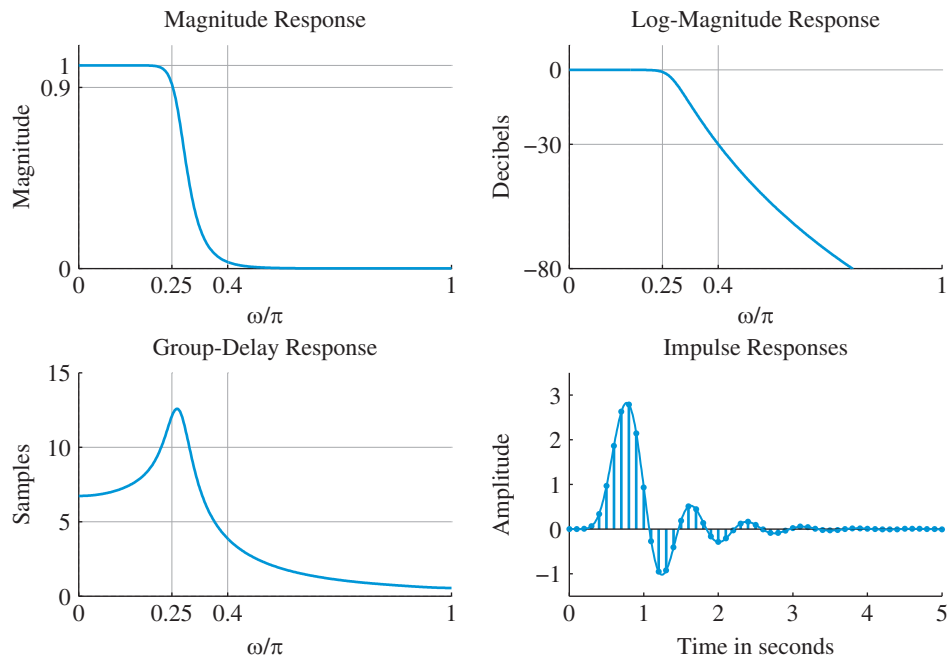 Magnitude Response
Magnitude
1
0.9
0
0
0.25
0.4
1
ω/π
Log-Magnitude Response
Decibels
0
−30
−80
0
0.25
0.4
1
ω/π
Group-Delay Response
Samples
15
10
5
0
0
0.25
0.4
1
ω/π
Impulse Responses
Amplitude
3
2
1
0
−1
0
1
2
3
4
5
Time in seconds